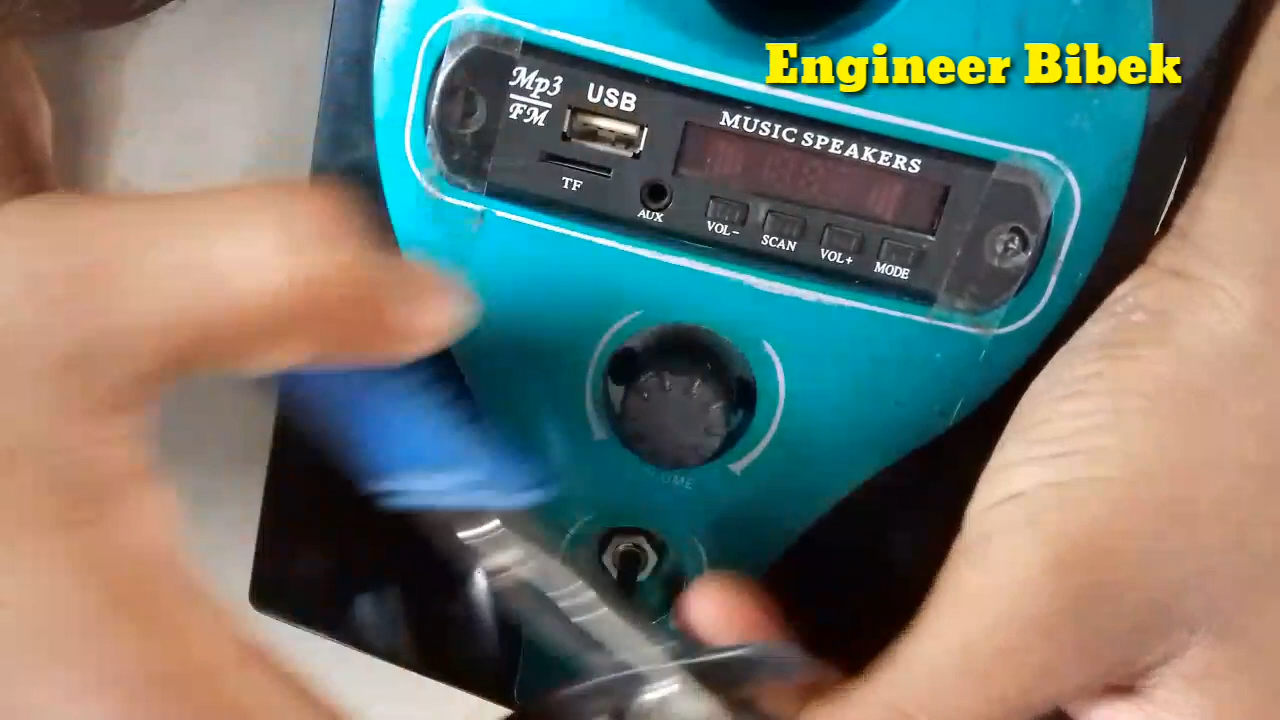 Engineer Bibek
Mp3
FM
USB
TF
AUX
MUSIC SPEAKERS
VOL-
SCAN
VOL+
MODE